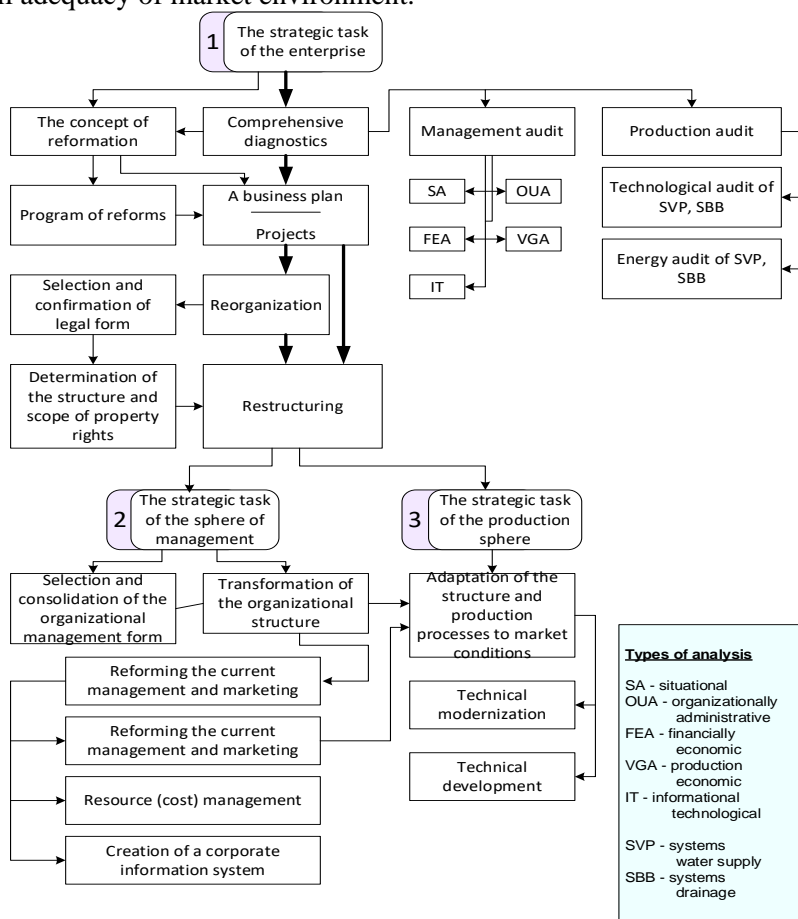 adequacy of market environment.
1
The strategic task
of the enterprise
The concept of
reformation
Comprehensive
diagnostics
Management audit
Production audit
Program of reforms
A business plan
Projects
SA
OUA
FEA
VGA
IT
Technological audit of
SVP, SBB
Energy audit of SVP,
SBB
Selection and
confirmation of
legal form
Reorganization
Determination of
the structure and
scope of property
rights
Restructuring
2
The strategic task
of the sphere of
management
3
The strategic task
of the production
sphere
Selection and
consolidation of the
organizational
management form
Transformation of
the organizational
structure
Adaptation of the
structure and
production
processes to market
conditions
Reforming the current
management and marketing
Technical
modernization
Reforming the current
management and marketing
Technical
development
Resource (cost) management
Creation of a corporate
information system
Types of analysis
SA - situational
OUA - organizationally
administrative
FEA - financially
economic
VGA - production
economic
IT - informational
technological
SVP - systems
water supply
SBB - systems
drainage